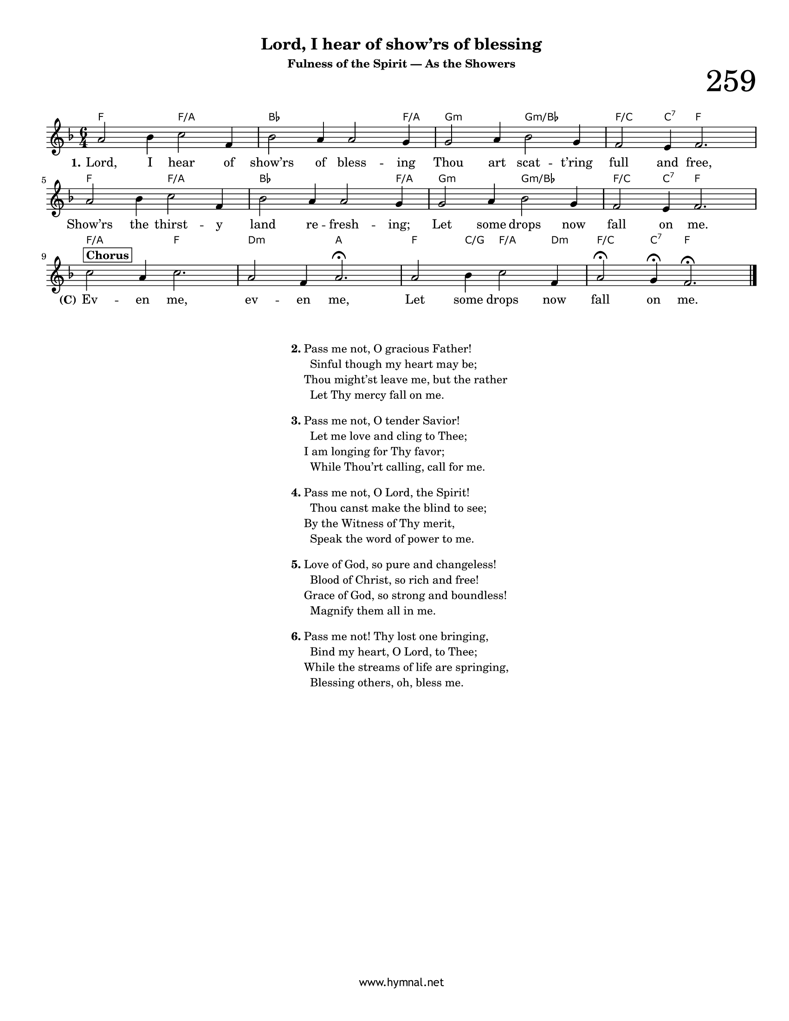 Lord, I hear of show'rs of blessing
Fulness of the Spirit — As the Showers
259
F F/A B♭ F/A Gm Gm/B♭ F/C C7 F
6/4
1. Lord, I hear of show'rs of bless - ing Thou art scat - t'ring full and free,
5 F F/A B♭ F/A Gm Gm/B♭ F/C C7 F
Show'rs the thirst - y land re - fresh - ing; Let some drops now fall on me.
F/A F Dm A F C/G F/A Dm F/C C7 F
9 Chorus
(C) Ev - en me, ev - en me, Let some drops now fall on me.
2. Pass me not, O gracious Father!
Sinful though my heart may be;
Thou might'st leave me, but the rather
Let Thy mercy fall on me.
3. Pass me not, O tender Savior!
Let me love and cling to Thee;
I am longing for Thy favor;
While Thou'rt calling, call for me.
4. Pass me not, O Lord, the Spirit!
Thou canst make the blind to see;
By the Witness of Thy merit,
Speak the word of power to me.
5. Love of God, so pure and changeless!
Blood of Christ, so rich and free!
Grace of God, so strong and boundless!
Magnify them all in me.
6. Pass me not! Thy lost one bringing,
Bind my heart, O Lord, to Thee;
While the streams of life are springing,
Blessing others, oh, bless me.
www.hymnal.net